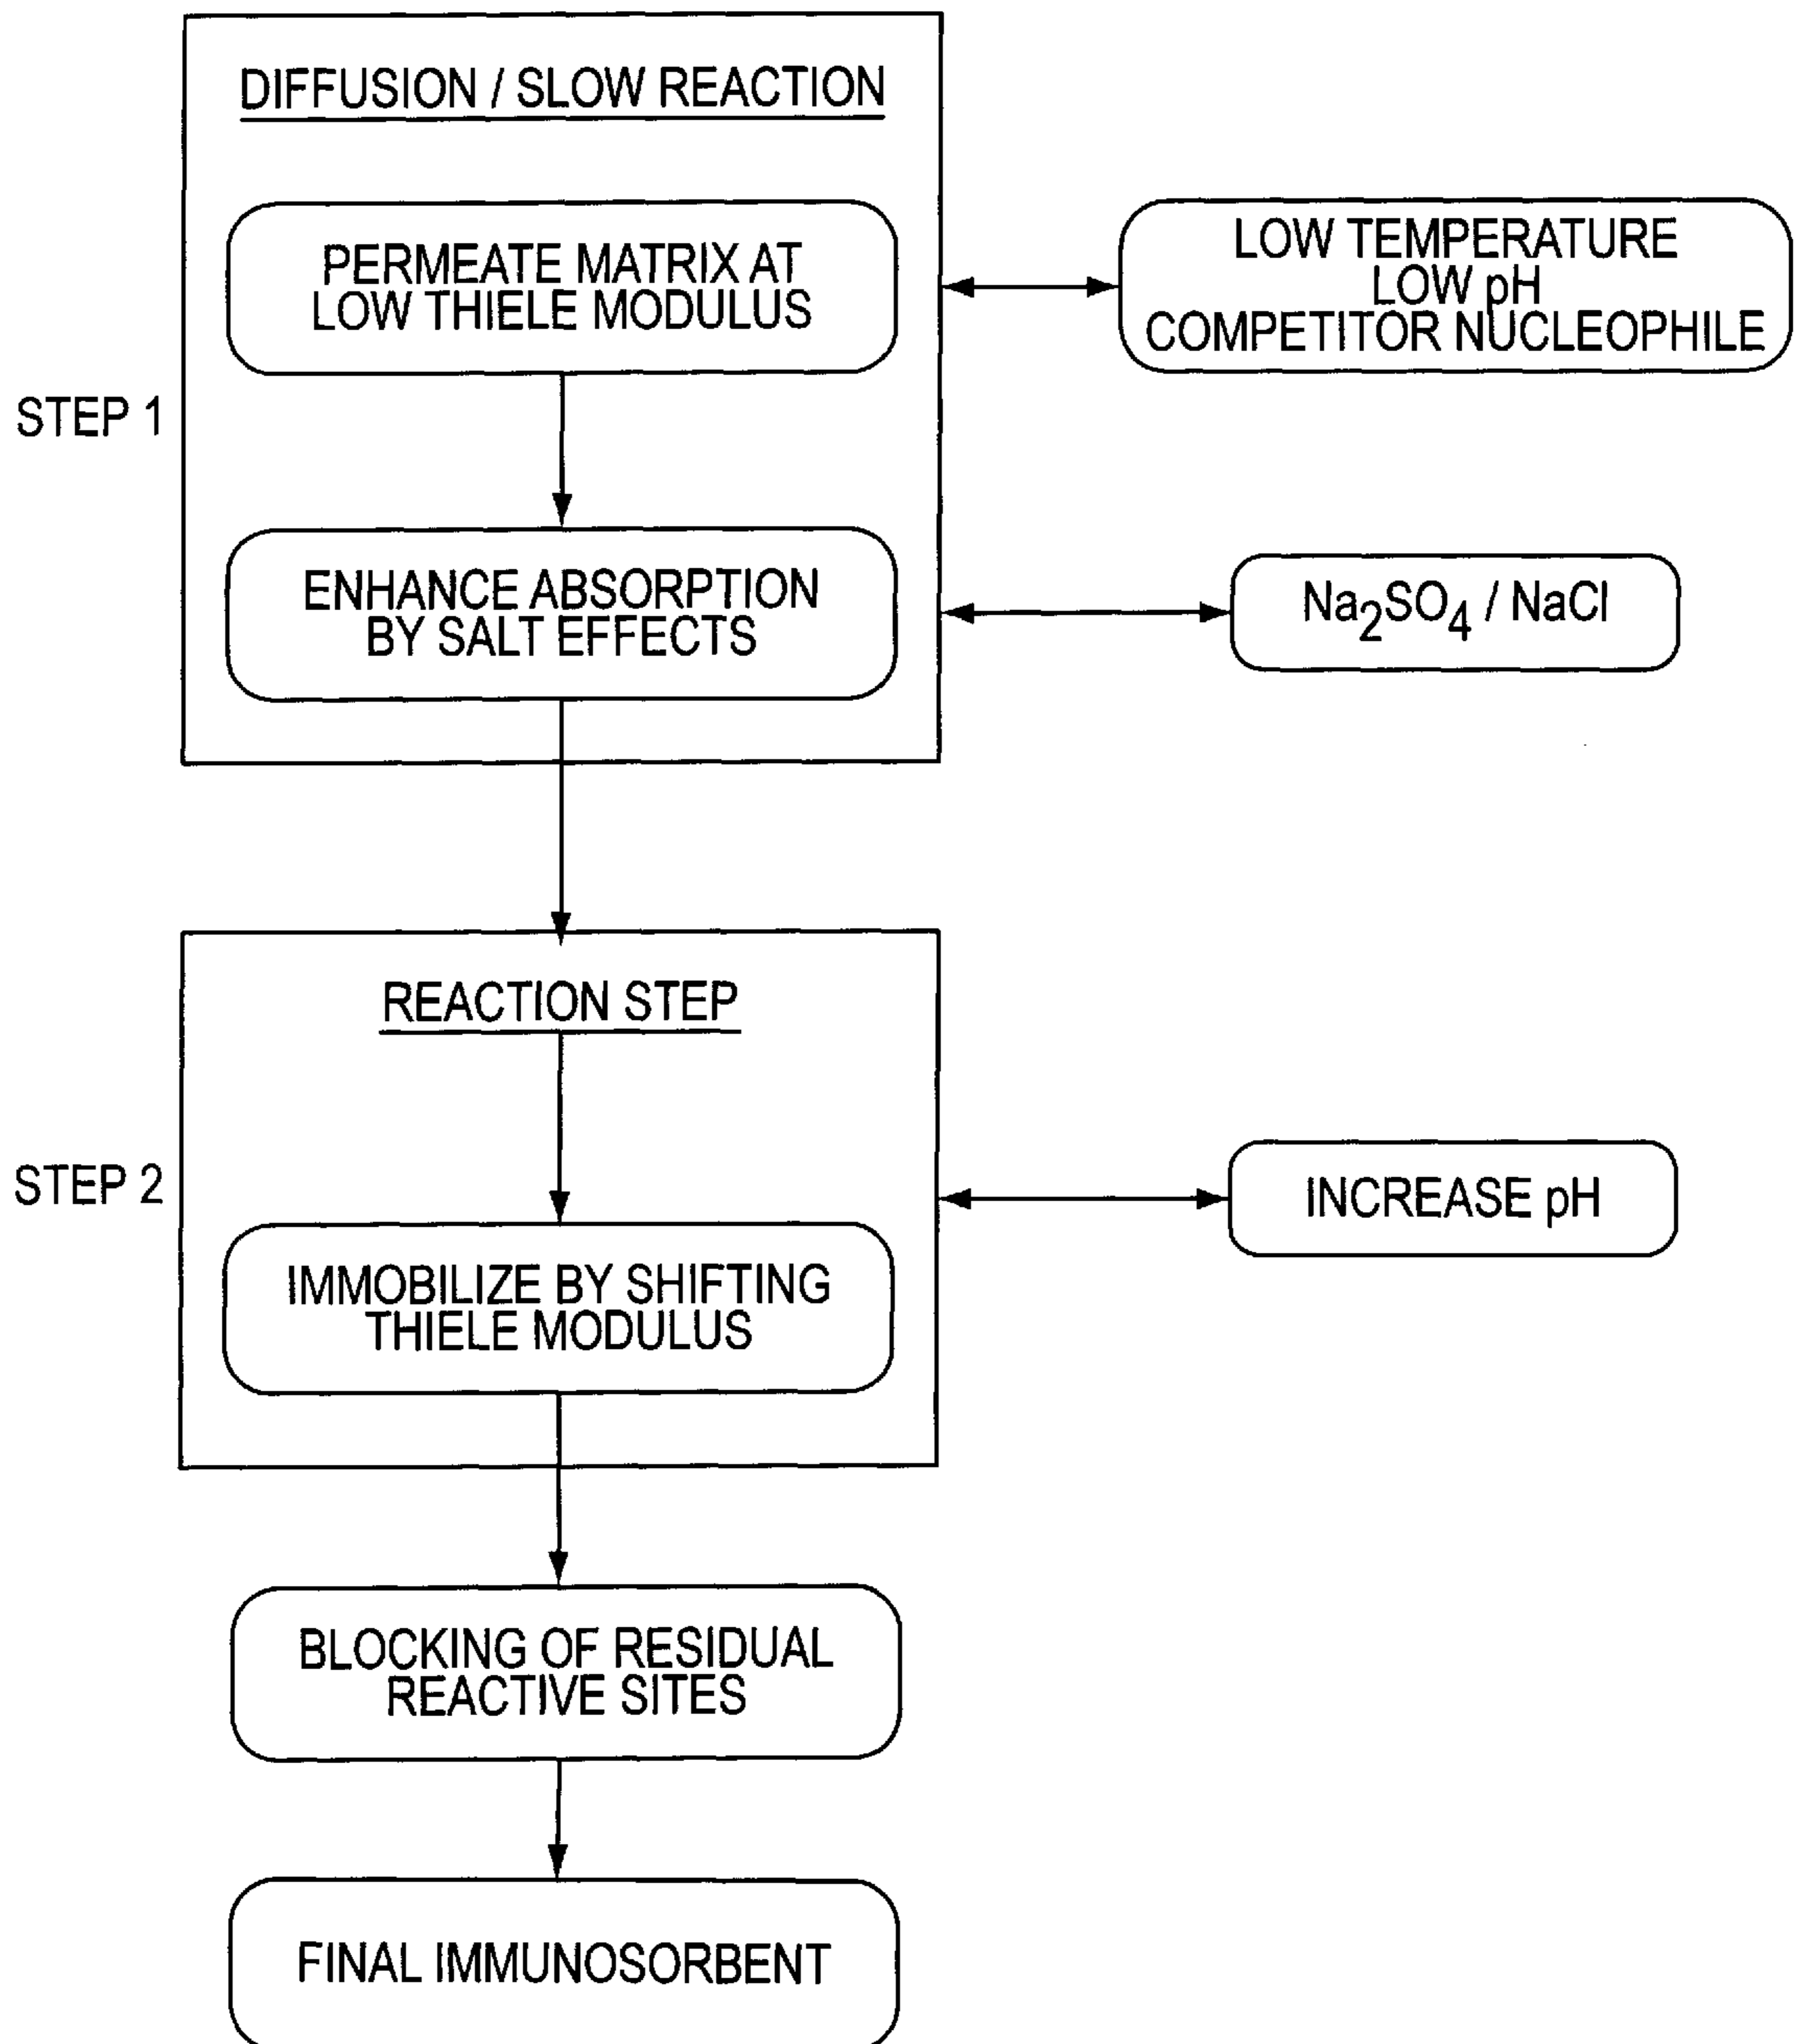 DIFFUSION / SLOW REACTION
PERMEATE MATRIX AT
LOW THIELE MODULUS
LOW TEMPERATURE
LOW pH
COMPETITOR NUCLEOPHILE
STEP 1
ENHANCE ABSORPTION
BY SALT EFFECTS
Na2SO4 / NaCl
REACTION STEP
STEP 2
INCREASE pH
IMMOBILIZE BY SHIFTING
THIELE MODULUS
BLOCKING OF RESIDUAL
REACTIVE SITES
FINAL IMMUNOSORBENT